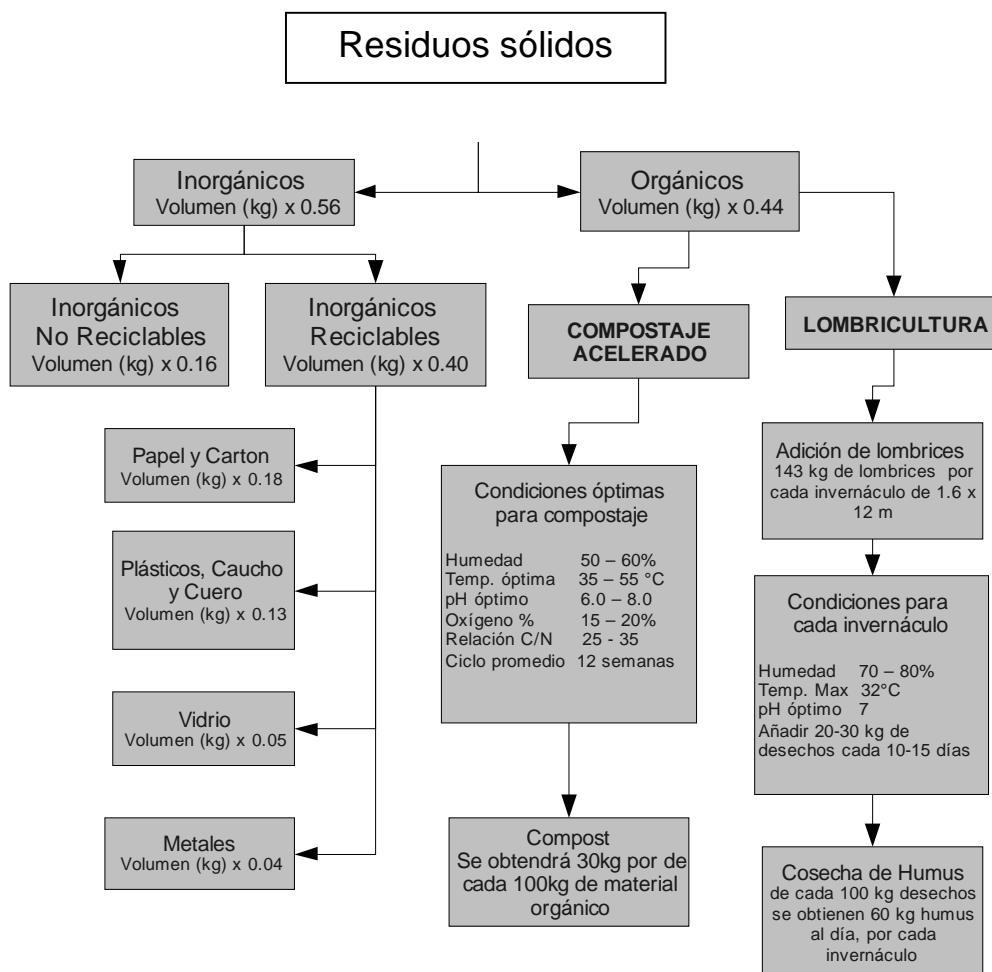 Residuos sólidos
Inorgánicos
Volumen (kg) x 0.56
Orgánicos
Volumen (kg) x 0.44
Inorgánicos
No Reciclables
Volumen (kg) x 0.16
Inorgánicos
Reciclables
Volumen (kg) x 0.40
COMPOSTAJE
ACELERADO
LOMBRICULTURA
Papel y Carton
Volumen (kg) x 0.18
Plásticos, Caucho
y Cuero
Volumen (kg) x 0.13
Vidrio
Volumen (kg) x 0.05
Metales
Volumen (kg) x 0.04
Condiciones óptimas
para compostaje
Humedad 50 – 60%
Temp. óptima 35 – 55 °C
pH óptimo 6.0 – 8.0
Oxígeno % 15 – 20%
Relación C/N 25 - 35
Ciclo promedio 12 semanas
Compost
Se obtendrá 30kg por de
cada 100kg de material
orgánico
Adición de lombrices
143 kg de lombrices por
cada invernáculo de 1.6 x
12 m
Condiciones para
cada invernáculo
Humedad 70 – 80%
Temp. Max 32°C
pH óptimo 7
Añadir 20-30 kg de
desechos cada 10-15 días
Cosecha de Humus
de cada 100 kg desechos
se obtienen 60 kg humus
al día, por cada
invernáculo